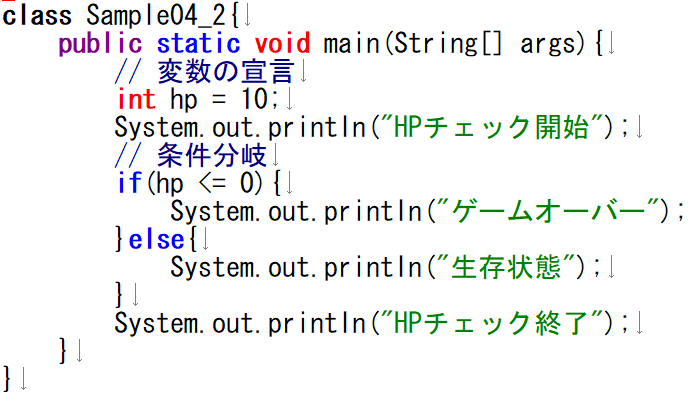 class Sample04_2{↓
    public static void main(String[] args){↓
        // 変数の宣言↓
        int hp = 10;↓
        System.out.println("HPチェック開始");↓
        // 条件分岐↓
        if(hp <= 0){↓
            System.out.println("ゲームオーバー");↓
        }else{↓
            System.out.println("生存状態");↓
        }↓
        System.out.println("HPチェック終了");↓
    }↓
}↓